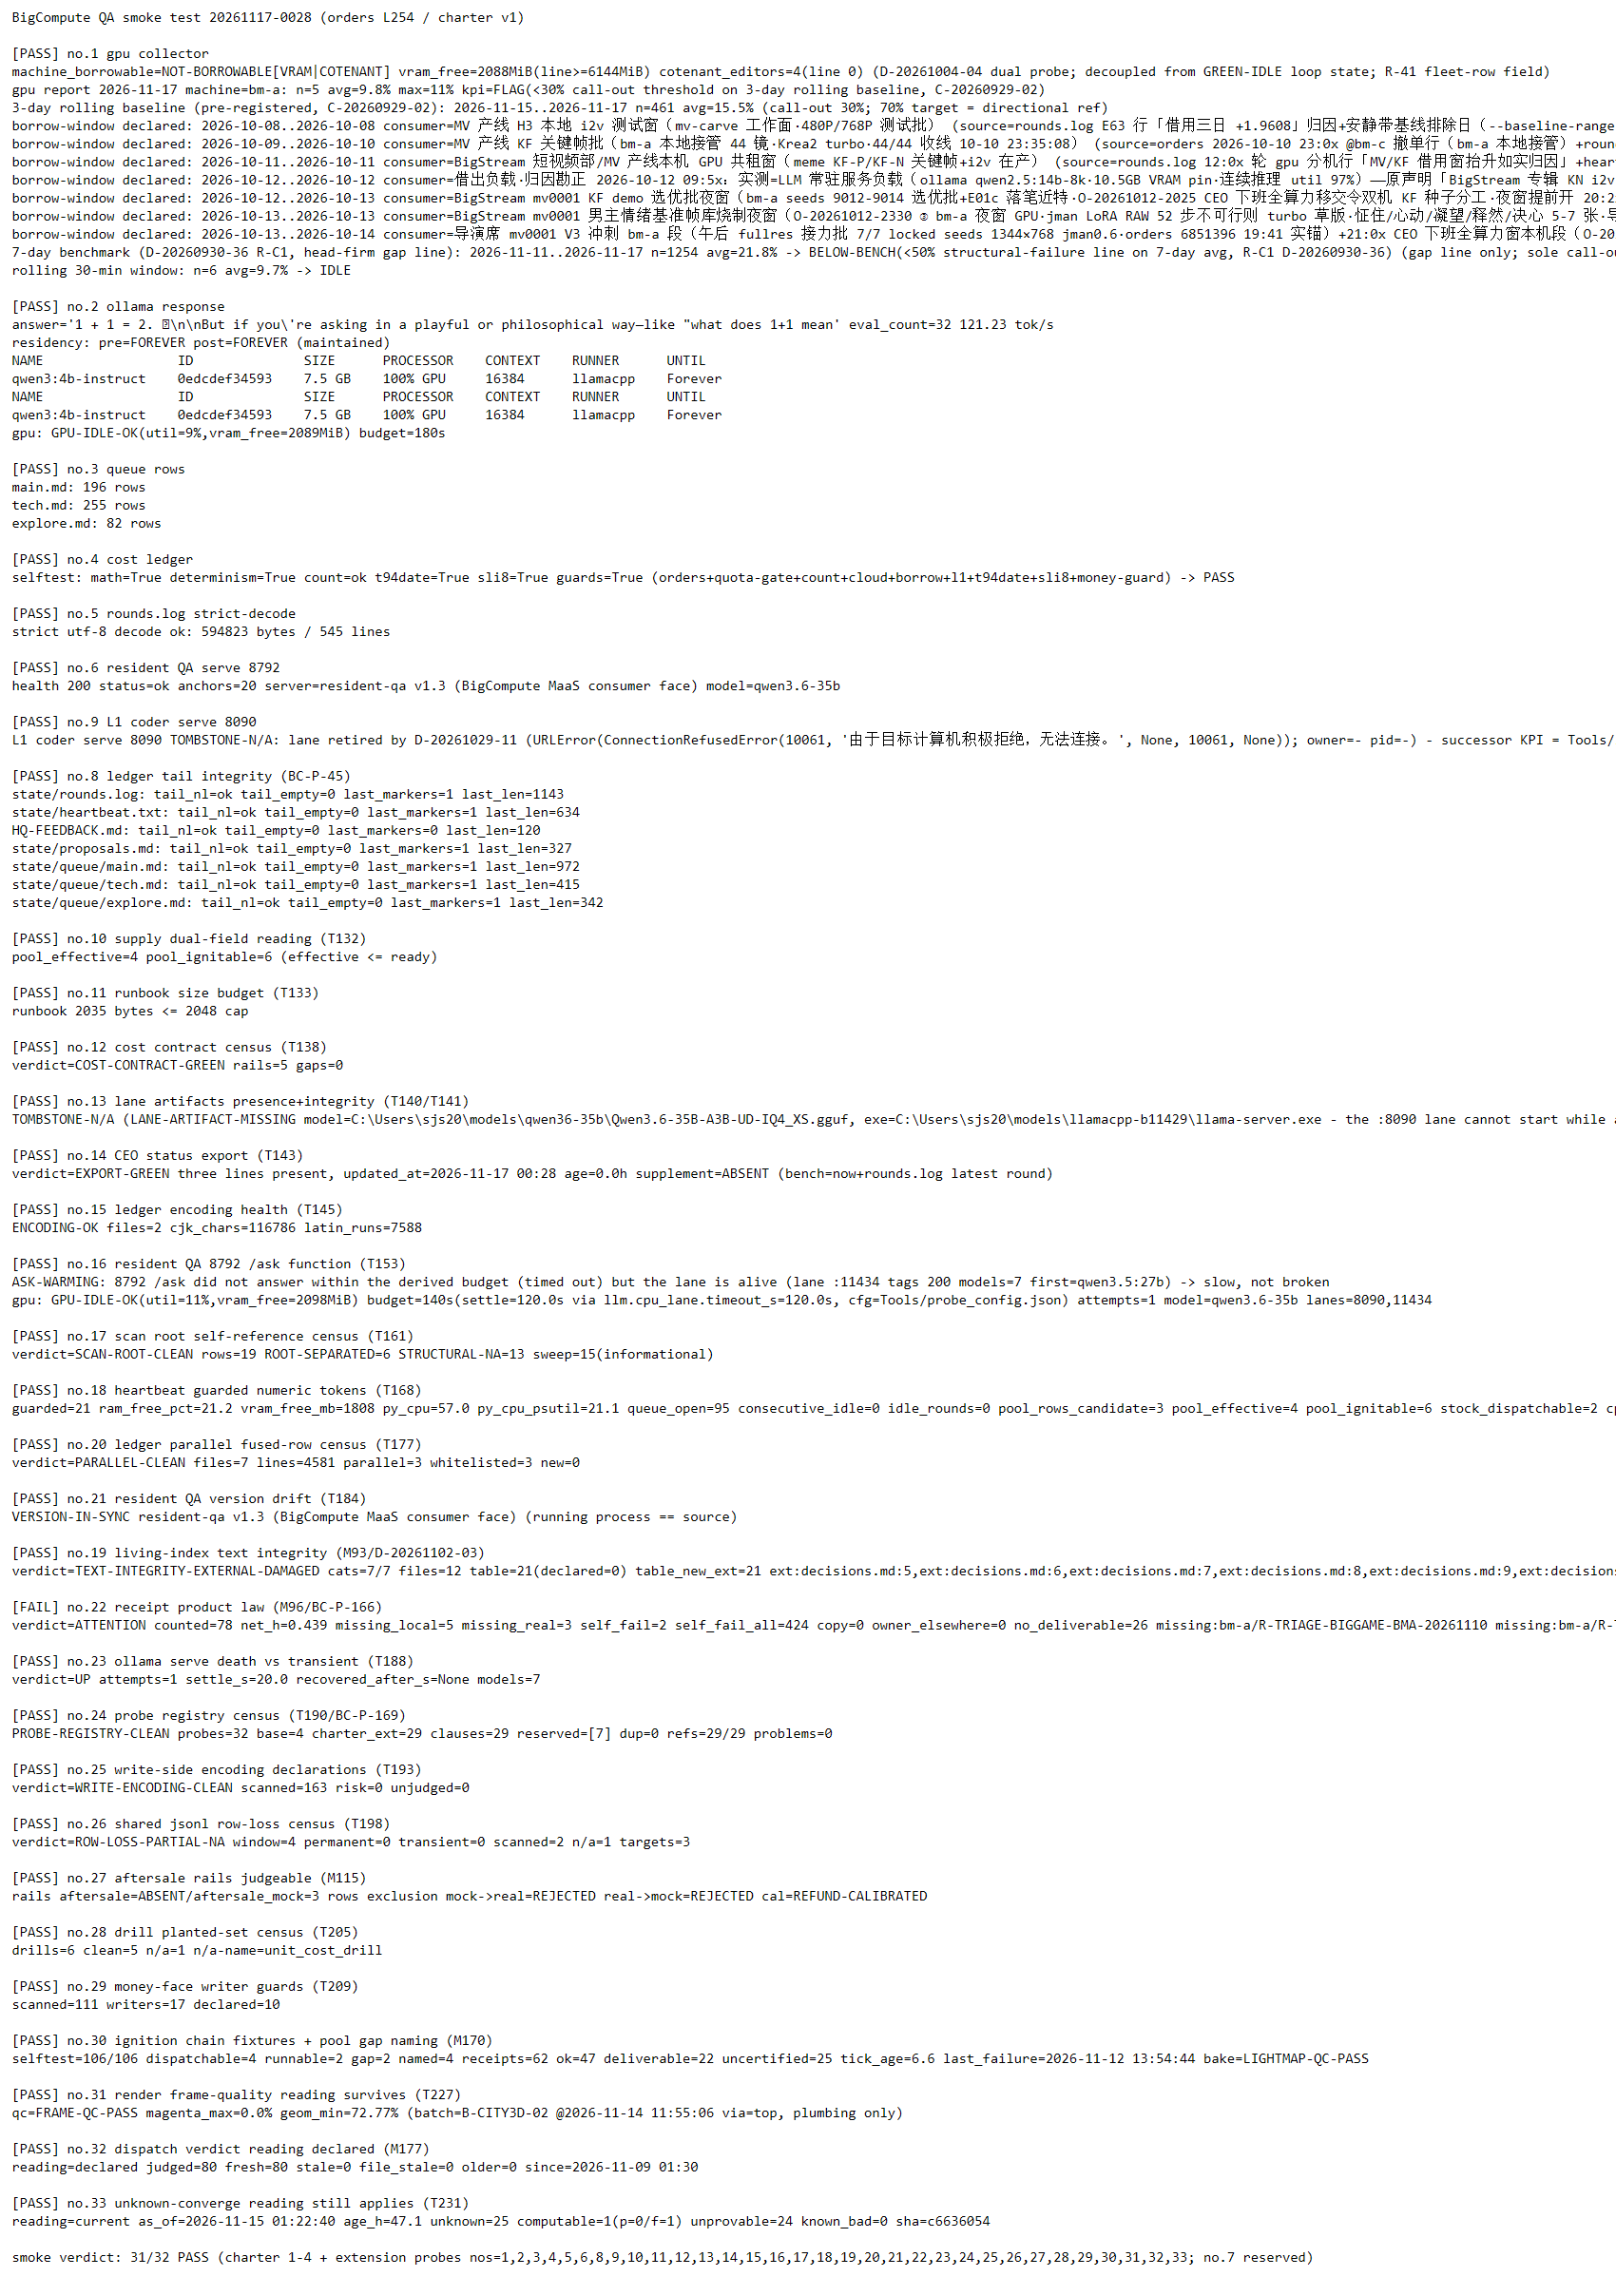 BigCompute QA smoke test 20261117-0028 (orders L254 / charter v1)
[PASS] no.1 gpu collector
machine_borrowable=NOT-BORROWABLE[VRAM|COTENANT] vram_free=2088MiB(line>=6144MiB) cotenant_editors=4(line 0) (D-20261004-04 dual probe; decoupled from GREEN-IDLE loop state; R-41 fleet-row field)
gpu report 2026-11-17 machine=bm-a: n=5 avg=9.8% max=11% kpi=FLAG(<30% call-out threshold on 3-day rolling baseline, C-20260929-02)
3-day rolling baseline (pre-registered, C-20260929-02): 2026-11-15..2026-11-17 n=461 avg=15.5% (call-out 30%; 70% target = directional ref)
borrow-window declared: 2026-10-08..2026-10-08 consumer=MV 产线 H3 本地 i2v 测试窗（mv-carve 工作面·480P/768P 测试批） (source=rounds.log E63 行「借用三日 +1.9608」归因+安静带基线排除日（--baseline-range
borrow-window declared: 2026-10-09..2026-10-10 consumer=MV 产线 KF 关键帧批（bm-a 本地接管 44 镜·Krea2 turbo·44/44 收线 10-10 23:35:08） (source=orders 2026-10-10 23:0x @bm-c 撤单行（bm-a 本地接管）+roun
borrow-window declared: 2026-10-11..2026-10-11 consumer=BigStream 短视频部/MV 产线本机 GPU 共租窗（meme KF-P/KF-N 关键帧+i2v 在产） (source=rounds.log 12:0x 轮 gpu 分机行「MV/KF 借用窗抬升如实归因」+hear
borrow-window declared: 2026-10-12..2026-10-12 consumer=借出负载·归因勘正 2026-10-12 09:5x：实测=LLM 常驻服务负载（ollama qwen2.5:14b-8k·10.5GB VRAM pin·连续推理 util 97%）—原声明「BigStream 专辑 KN i2v
borrow-window declared: 2026-10-12..2026-10-13 consumer=BigStream mv0001 KF demo 选优批夜窗（bm-a seeds 9012-9014 选优批+E01c 落笔近特·O-20261012-2025 CEO 下班全算力移交令双机 KF 种子分工·夜窗提前开 20:2
borrow-window declared: 2026-10-13..2026-10-13 consumer=BigStream mv0001 男主情绪基准帧库烧制夜窗（O-20261012-2330 bm-a 夜窗 GPU·jman LoRA RAW 52 步不可行则 turbo 草版·怔住/心动/凝望/释然/决心 5-7 张·导
borrow-window declared: 2026-10-13..2026-10-14 consumer=导演席 mv0001 V3 冲刺 bm-a 段（午后 fullres 接力批 7/7 locked seeds 1344×768 jman0.6·orders 6851396 19:41 实锚）+21:0x CEO 下班全算力窗本机段（O-20
7-day benchmark (D-20260930-36 R-C1, head-firm gap line): 2026-11-11..2026-11-17 n=1254 avg=21.8% -> BELOW-BENCH(<50% structural-failure line on 7-day avg, R-C1 D-20260930-36) (gap line only; sole call-ou
rolling 30-min window: n=6 avg=9.7% -> IDLE
[PASS] no.2 ollama response
answer='1 + 1 = 2. \n\nBut if you\'re asking in a playful or philosophical way—like "what does 1+1 mean' eval_count=32 121.23 tok/s
residency: pre=FOREVER post=FOREVER (maintained)
NAME ID SIZE PROCESSOR CONTEXT RUNNER UNTIL
qwen3:4b-instruct 0edcdef34593 7.5 GB 100% GPU 16384 llamacpp Forever
NAME ID SIZE PROCESSOR CONTEXT RUNNER UNTIL
qwen3:4b-instruct 0edcdef34593 7.5 GB 100% GPU 16384 llamacpp Forever
gpu: GPU-IDLE-OK(util=9%,vram_free=2089MiB) budget=180s
[PASS] no.3 queue rows
main.md: 196 rows
tech.md: 255 rows
explore.md: 82 rows
[PASS] no.4 cost ledger
selftest: math=True determinism=True count=ok t94date=True sli8=True guards=True (orders+quota-gate+count+cloud+borrow+l1+t94date+sli8+money-guard) -> PASS
[PASS] no.5 rounds.log strict-decode
strict utf-8 decode ok: 594823 bytes / 545 lines
[PASS] no.6 resident QA serve 8792
health 200 status=ok anchors=20 server=resident-qa v1.3 (BigCompute MaaS consumer face) model=qwen3.6-35b
[PASS] no.9 L1 coder serve 8090
L1 coder serve 8090 TOMBSTONE-N/A: lane retired by D-20261029-11 (URLError(ConnectionRefusedError(10061, '由于目标计算机积极拒绝，无法连接。', None, 10061, None)); owner=- pid=-) - successor KPI = Tools/
[PASS] no.8 ledger tail integrity (BC-P-45)
state/rounds.log: tail_nl=ok tail_empty=0 last_markers=1 last_len=1143
state/heartbeat.txt: tail_nl=ok tail_empty=0 last_markers=1 last_len=634
HQ-FEEDBACK.md: tail_nl=ok tail_empty=0 last_markers=0 last_len=120
state/proposals.md: tail_nl=ok tail_empty=0 last_markers=1 last_len=327
state/queue/main.md: tail_nl=ok tail_empty=0 last_markers=1 last_len=972
state/queue/tech.md: tail_nl=ok tail_empty=0 last_markers=1 last_len=415
state/queue/explore.md: tail_nl=ok tail_empty=0 last_markers=1 last_len=342
[PASS] no.10 supply dual-field reading (T132)
pool_effective=4 pool_ignitable=6 (effective <= ready)
[PASS] no.11 runbook size budget (T133)
runbook 2035 bytes <= 2048 cap
[PASS] no.12 cost contract census (T138)
verdict=COST-CONTRACT-GREEN rails=5 gaps=0
[PASS] no.13 lane artifacts presence+integrity (T140/T141)
TOMBSTONE-N/A (LANE-ARTIFACT-MISSING model=C:\Users\sjs20\models\qwen36-35b\Qwen3.6-35B-A3B-UD-IQ4_XS.gguf, exe=C:\Users\sjs20\models\llamacpp-b11429\llama-server.exe - the :8090 lane cannot start while a
[PASS] no.14 CEO status export (T143)
verdict=EXPORT-GREEN three lines present, updated_at=2026-11-17 00:28 age=0.0h supplement=ABSENT (bench=now+rounds.log latest round)
[PASS] no.15 ledger encoding health (T145)
ENCODING-OK files=2 cjk_chars=116786 latin_runs=7588
[PASS] no.16 resident QA 8792 /ask function (T153)
ASK-WARMING: 8792 /ask did not answer within the derived budget (timed out) but the lane is alive (lane :11434 tags 200 models=7 first=qwen3.5:27b) -> slow, not broken
gpu: GPU-IDLE-OK(util=11%,vram_free=2098MiB) budget=140s(settle=120.0s via llm.cpu_lane.timeout_s=120.0s, cfg=Tools/probe_config.json) attempts=1 model=qwen3.6-35b lanes=8090,11434
[PASS] no.17 scan root self-reference census (T161)
verdict=SCAN-ROOT-CLEAN rows=19 ROOT-SEPARATED=6 STRUCTURAL-NA=13 sweep=15(informational)
[PASS] no.18 heartbeat guarded numeric tokens (T168)
guarded=21 ram_free_pct=21.2 vram_free_mb=1808 py_cpu=57.0 py_cpu_psutil=21.1 queue_open=95 consecutive_idle=0 idle_rounds=0 pool_rows_candidate=3 pool_effective=4 pool_ignitable=6 stock_dispatchable=2 cp
[PASS] no.20 ledger parallel fused-row census (T177)
verdict=PARALLEL-CLEAN files=7 lines=4581 parallel=3 whitelisted=3 new=0
[PASS] no.21 resident QA version drift (T184)
VERSION-IN-SYNC resident-qa v1.3 (BigCompute MaaS consumer face) (running process == source)
[PASS] no.19 living-index text integrity (M93/D-20261102-03)
verdict=TEXT-INTEGRITY-EXTERNAL-DAMAGED cats=7/7 files=12 table=21(declared=0) table_new_ext=21 ext:decisions.md:5,ext:decisions.md:6,ext:decisions.md:7,ext:decisions.md:8,ext:decisions.md:9,ext:decisions
[FAIL] no.22 receipt product law (M96/BC-P-166)
verdict=ATTENTION counted=78 net_h=0.439 missing_local=5 missing_real=3 self_fail=2 self_fail_all=424 copy=0 owner_elsewhere=0 no_deliverable=26 missing:bm-a/R-TRIAGE-BIGGAME-BMA-20261110 missing:bm-a/R-T
[PASS] no.23 ollama serve death vs transient (T188)
verdict=UP attempts=1 settle_s=20.0 recovered_after_s=None models=7
[PASS] no.24 probe registry census (T190/BC-P-169)
PROBE-REGISTRY-CLEAN probes=32 base=4 charter_ext=29 clauses=29 reserved=[7] dup=0 refs=29/29 problems=0
[PASS] no.25 write-side encoding declarations (T193)
verdict=WRITE-ENCODING-CLEAN scanned=163 risk=0 unjudged=0
[PASS] no.26 shared jsonl row-loss census (T198)
verdict=ROW-LOSS-PARTIAL-NA window=4 permanent=0 transient=0 scanned=2 n/a=1 targets=3
[PASS] no.27 aftersale rails judgeable (M115)
rails aftersale=ABSENT/aftersale_mock=3 rows exclusion mock->real=REJECTED real->mock=REJECTED cal=REFUND-CALIBRATED
[PASS] no.28 drill planted-set census (T205)
drills=6 clean=5 n/a=1 n/a-name=unit_cost_drill
[PASS] no.29 money-face writer guards (T209)
scanned=111 writers=17 declared=10
[PASS] no.30 ignition chain fixtures + pool gap naming (M170)
selftest=106/106 dispatchable=4 runnable=2 gap=2 named=4 receipts=62 ok=47 deliverable=22 uncertified=25 tick_age=6.6 last_failure=2026-11-12 13:54:44 bake=LIGHTMAP-QC-PASS
[PASS] no.31 render frame-quality reading survives (T227)
qc=FRAME-QC-PASS magenta_max=0.0% geom_min=72.77% (batch=B-CITY3D-02 @2026-11-14 11:55:06 via=top, plumbing only)
[PASS] no.32 dispatch verdict reading declared (M177)
reading=declared judged=80 fresh=80 stale=0 file_stale=0 older=0 since=2026-11-09 01:30
[PASS] no.33 unknown-converge reading still applies (T231)
reading=current as_of=2026-11-15 01:22:40 age_h=47.1 unknown=25 computable=1(p=0/f=1) unprovable=24 known_bad=0 sha=c6636054
smoke verdict: 31/32 PASS (charter 1-4 + extension probes nos=1,2,3,4,5,6,8,9,10,11,12,13,14,15,16,17,18,19,20,21,22,23,24,25,26,27,28,29,30,31,32,33; no.7 reserved)